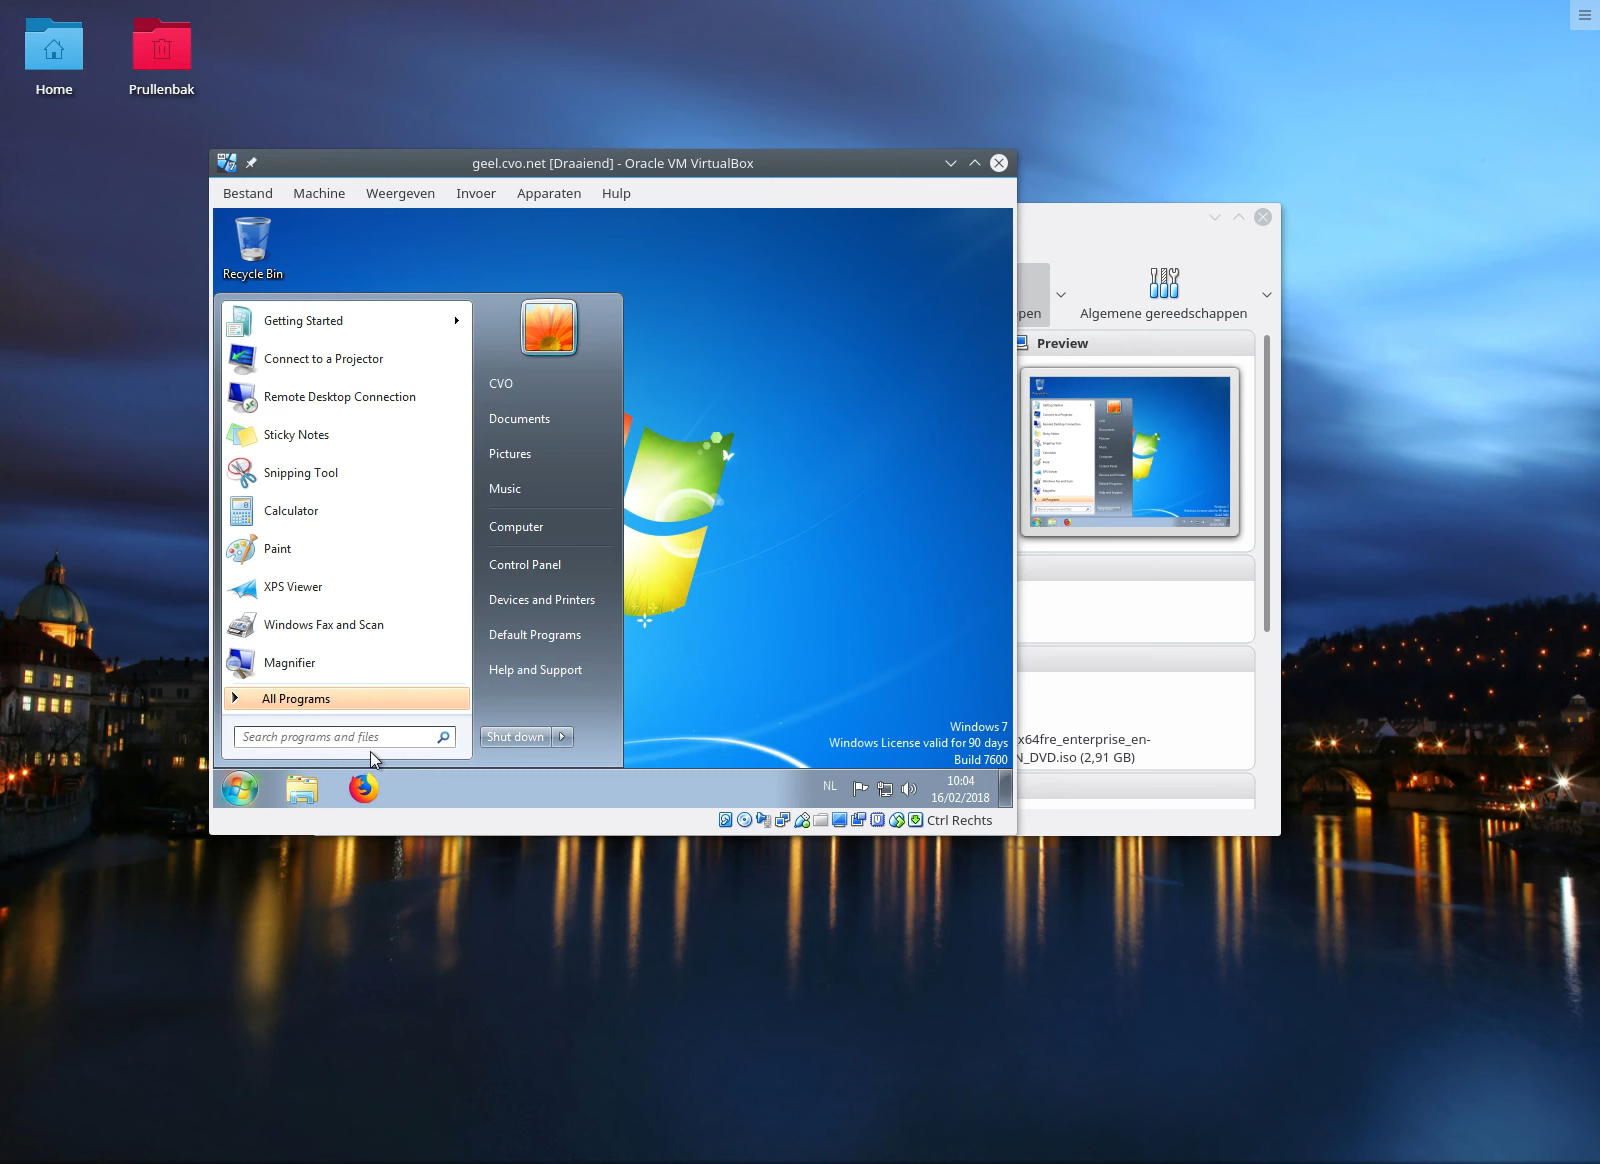 Home
Prullenbak
geel.cvo.net [Draaiend] - Oracle VM VirtualBox
Bestand Machine Weergeven Invoer Apparaten Hulp
Recycle Bin
Getting Started
Connect to a Projector
Remote Desktop Connection
Sticky Notes
Snipping Tool
Calculator
Paint
XPS Viewer
Windows Fax and Scan
Magnifier
All Programs
Search programs and files
CVO
Documents
Pictures
Music
Computer
Control Panel
Devices and Printers
Default Programs
Help and Support
Shut down
Windows 7
Windows License valid for 90 days
Build 7600
NL
10:04
16/02/2018
Ctrl Rechts
pen
Algemene gereedschappen
Preview
x64fre_enterprise_en-
N_DVD.iso (2,91 GB)